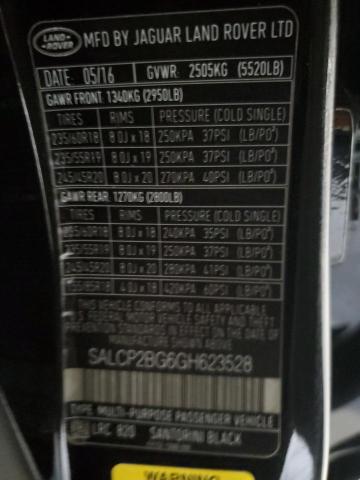 LAND-
ROVER
MFD BY JAGUAR LAND ROVER LTD
DATE: 05/16 GVWR: 2505KG (5520LB)
GAWR FRONT: 1340KG (2950LB)
TIRES RIMS PRESSURE (COLD SINGLE)
235/60R18 8.0J x 18 250KPA 37PSI (LB/PO²)
235/55R19 8.0J x 19 250KPA 37PSI (LB/PO²)
245/45R20 8.0J x 20 270KPA 40PSI (LB/PO²)
GAWR REAR: 1270KG (2800LB)
TIRES RIMS PRESSURE (COLD SINGLE)
235/60R18 8.0J x 18 240KPA 35PSI (LB/PO²)
235/55R19 8.0J x 19 250KPA 37PSI (LB/PO²)
245/45R20 8.0J x 20 280KPA 41PSI (LB/PO²)
4.0J x 18 420KPA 60PSI (LB/PO²)
THIS VEHICLE CONFORMS TO ALL APPLICABLE
U.S. FEDERAL MOTOR VEHICLE SAFETY AND THEFT
PREVENTION STANDARDS IN EFFECT ON THE DATE OF
MANUFACTURE SHOWN ABOVE.
SALCP2BG6GH623528
TYPE: MULTI-PURPOSE PASSENGER VEHICLE
LRC 820 SANTORINI BLACK
WARNING